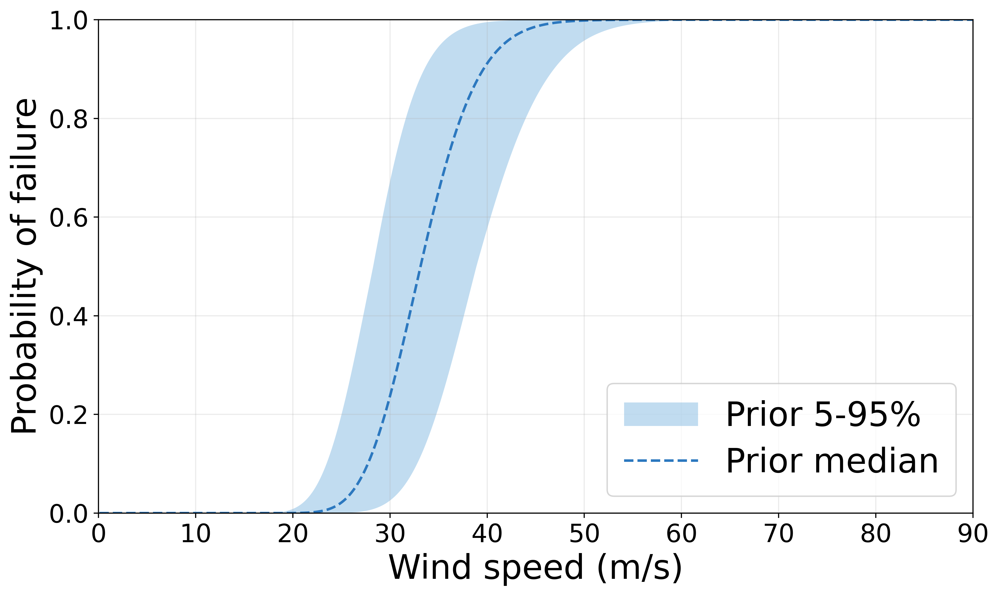 Probability of failure
1.0
0.8
0.6
0.4
0.2
0.0
0 10 20 30 40 50 60 70 80 90
Wind speed (m/s)
Prior 5-95%
Prior median